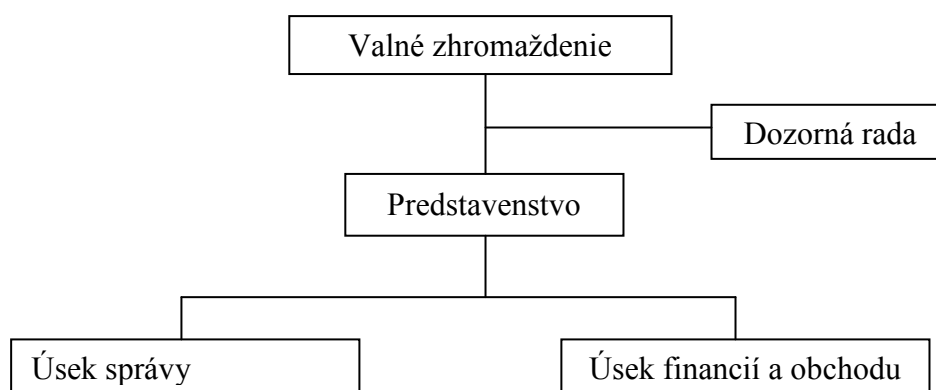 Valné zhromaždenie
Dozorná rada
Predstavenstvo
Úsek správy
Úsek financií a obchodu